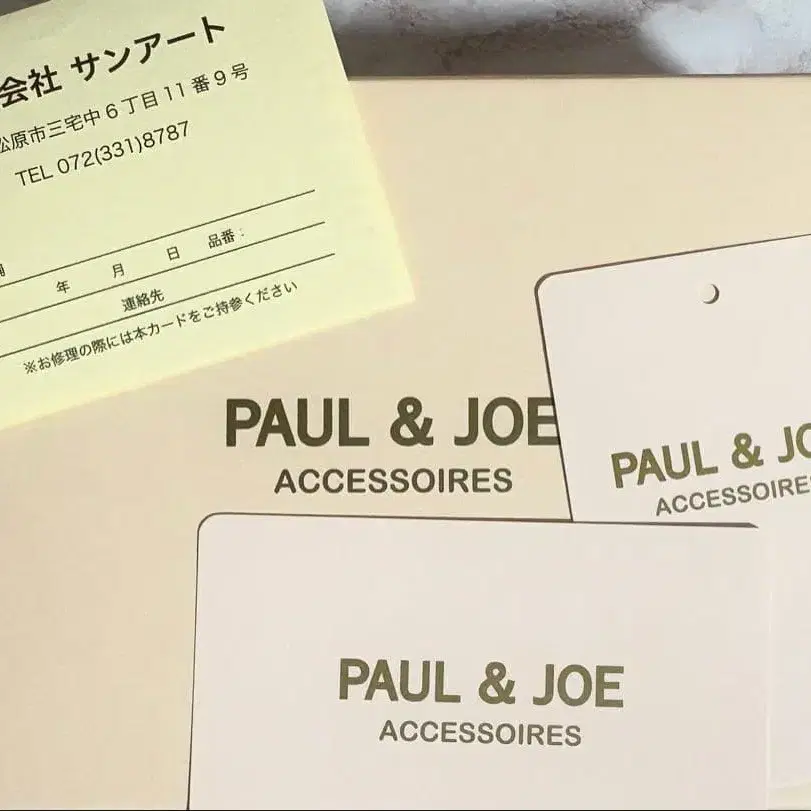 会社 サンアート
松原市三宅中6丁目11番9号
TEL 072(331)8787
年 月 日 品番:
連絡先
※お修理の際には本カードをご持参ください
PAUL & JOE
ACCESSOIRES
PAUL & JO
ACCESSOIRE
PAUL & JOE
ACCESSOIRES